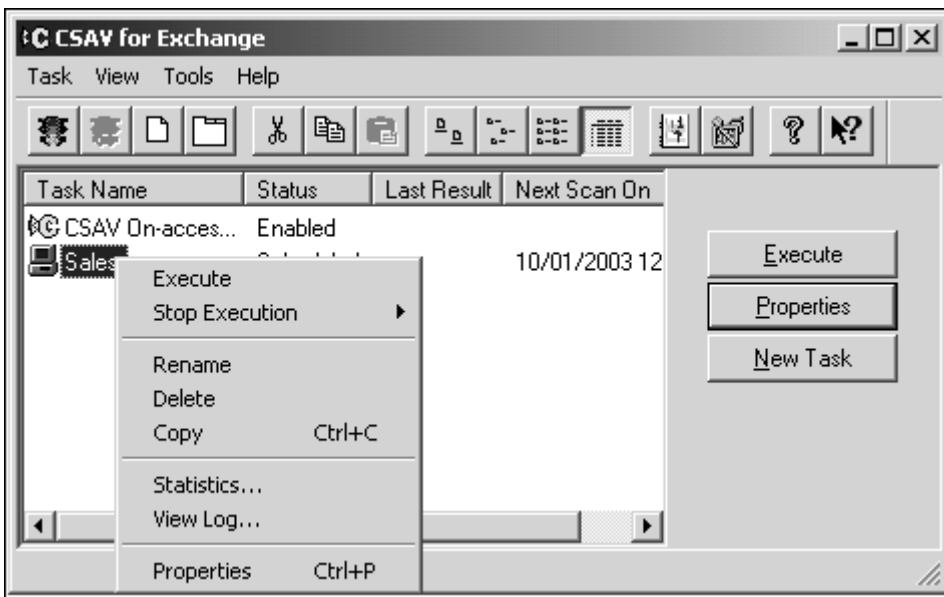 CSAV for Exchange
Task View Tools Help
Task Name Status Last Result Next Scan On
CSAV On-acces... Enabled
Sales 10/01/2003 12
Execute
Properties
New Task
Execute
Stop Execution
Rename
Delete
Copy Ctrl+C
Statistics...
View Log...
Properties Ctrl+P